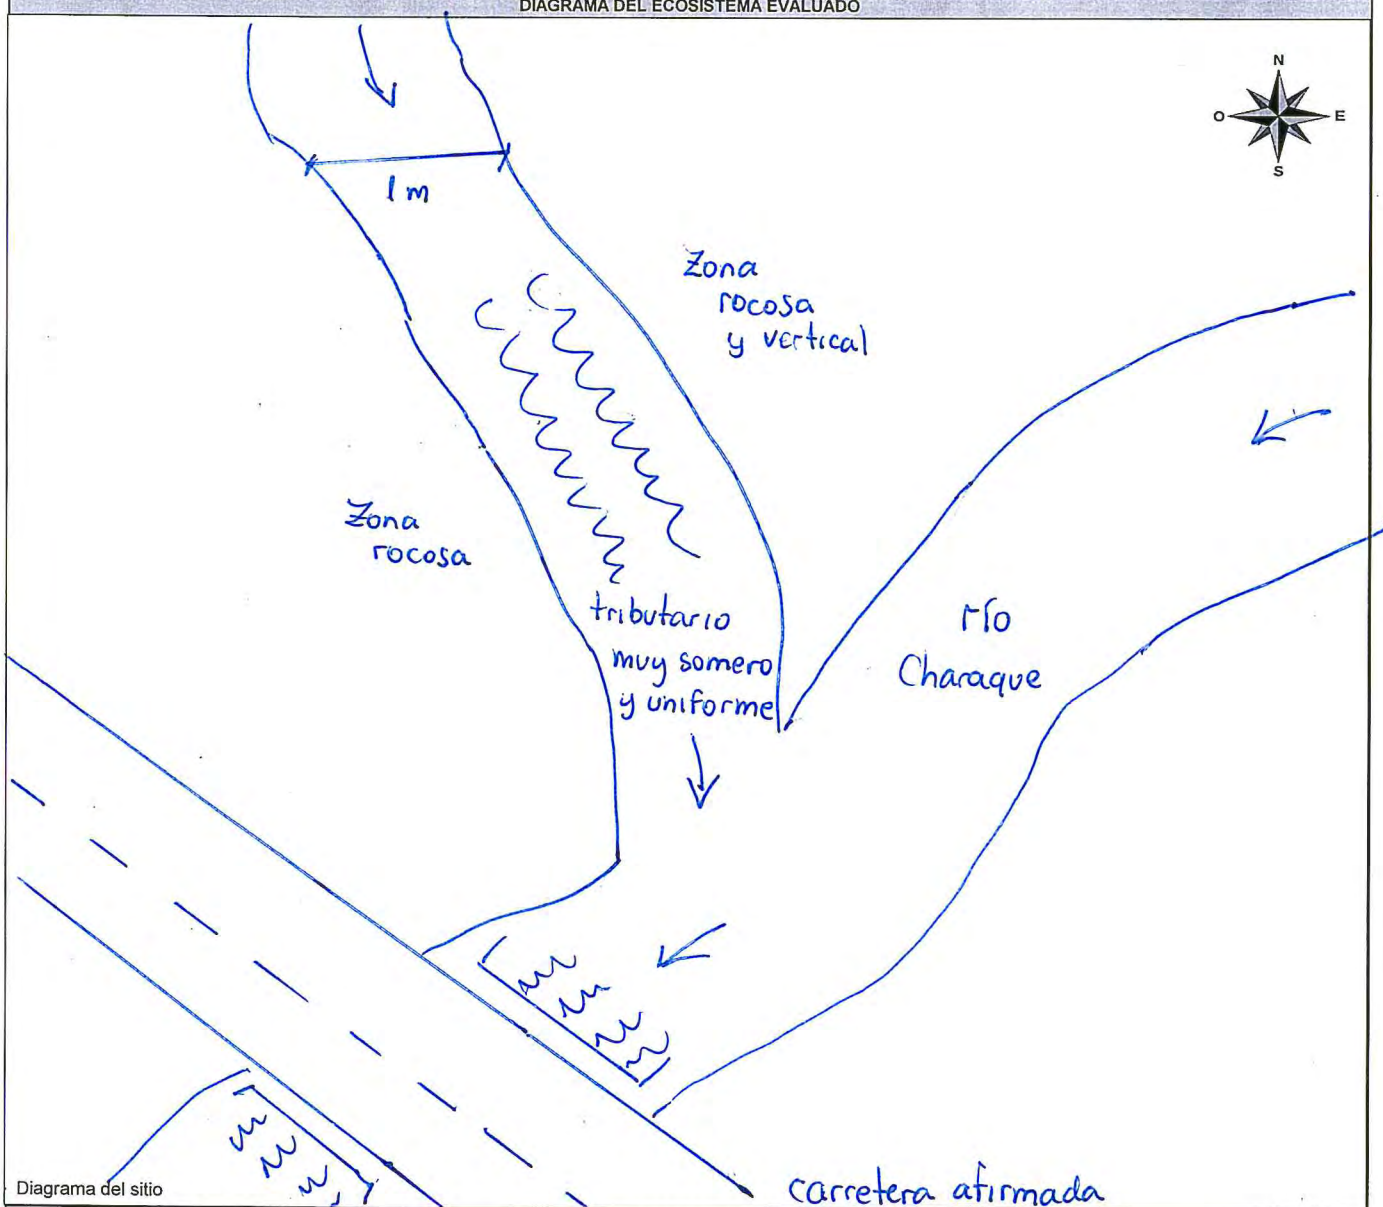 DIAGRAMA DEL ECOSISTEMA EVALUADO
N
O E
S
1 m
Zona
rocosa
y vertical
Zona
rocosa
tributario
muy somero
y uniforme
río
Charaque
carretera afirmada
Diagrama del sitio